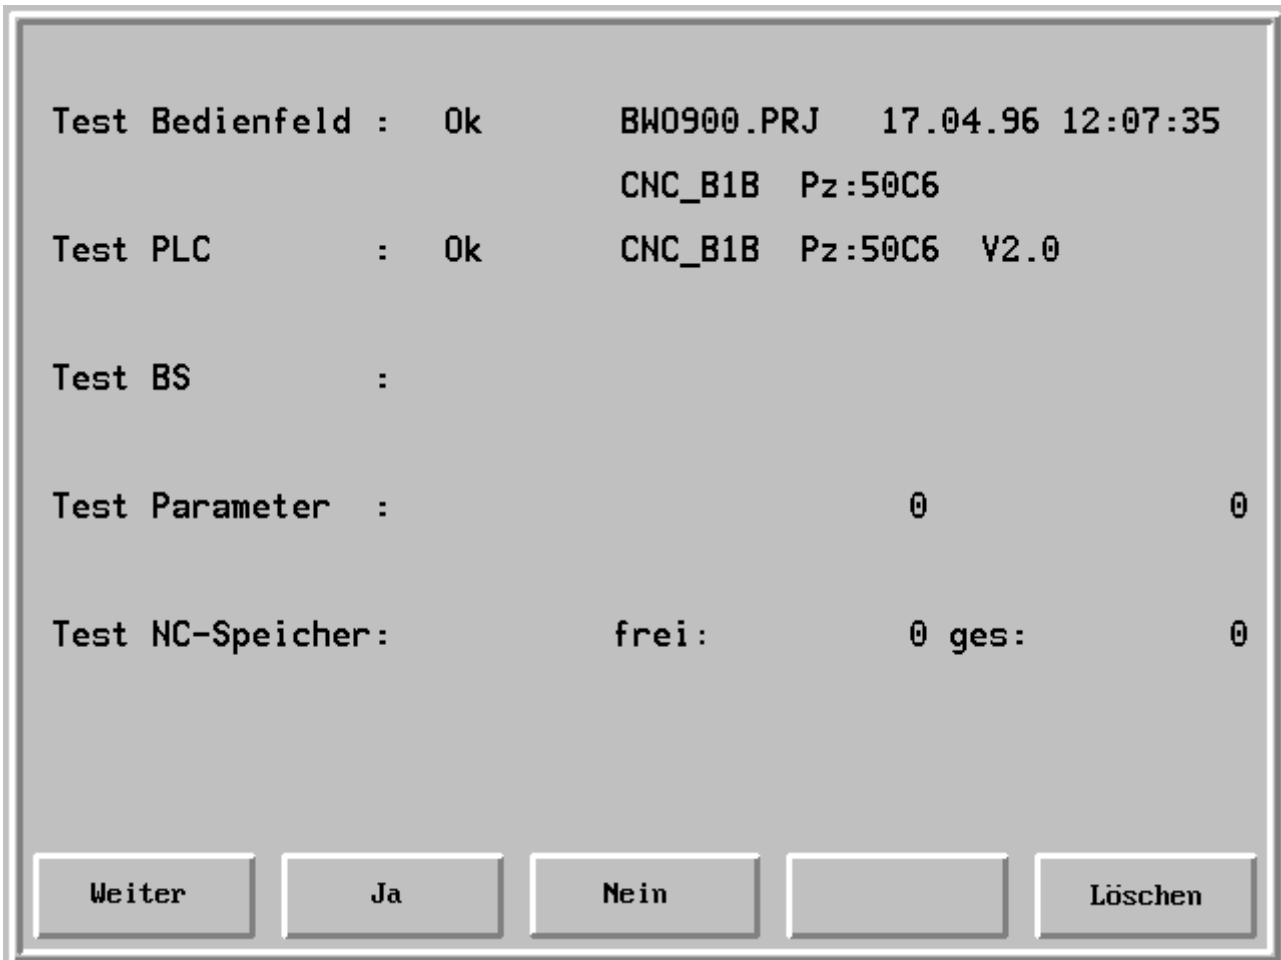 Test Bedienfeld : Ok BWO900.PRJ 17.04.96 12:07:35
CNC_B1B Pz:50C6
Test PLC : Ok CNC_B1B Pz:50C6 V2.0
Test BS :
Test Parameter : 0 0
Test NC-Speicher: frei: 0 ges: 0
Weiter Ja Nein Löschen